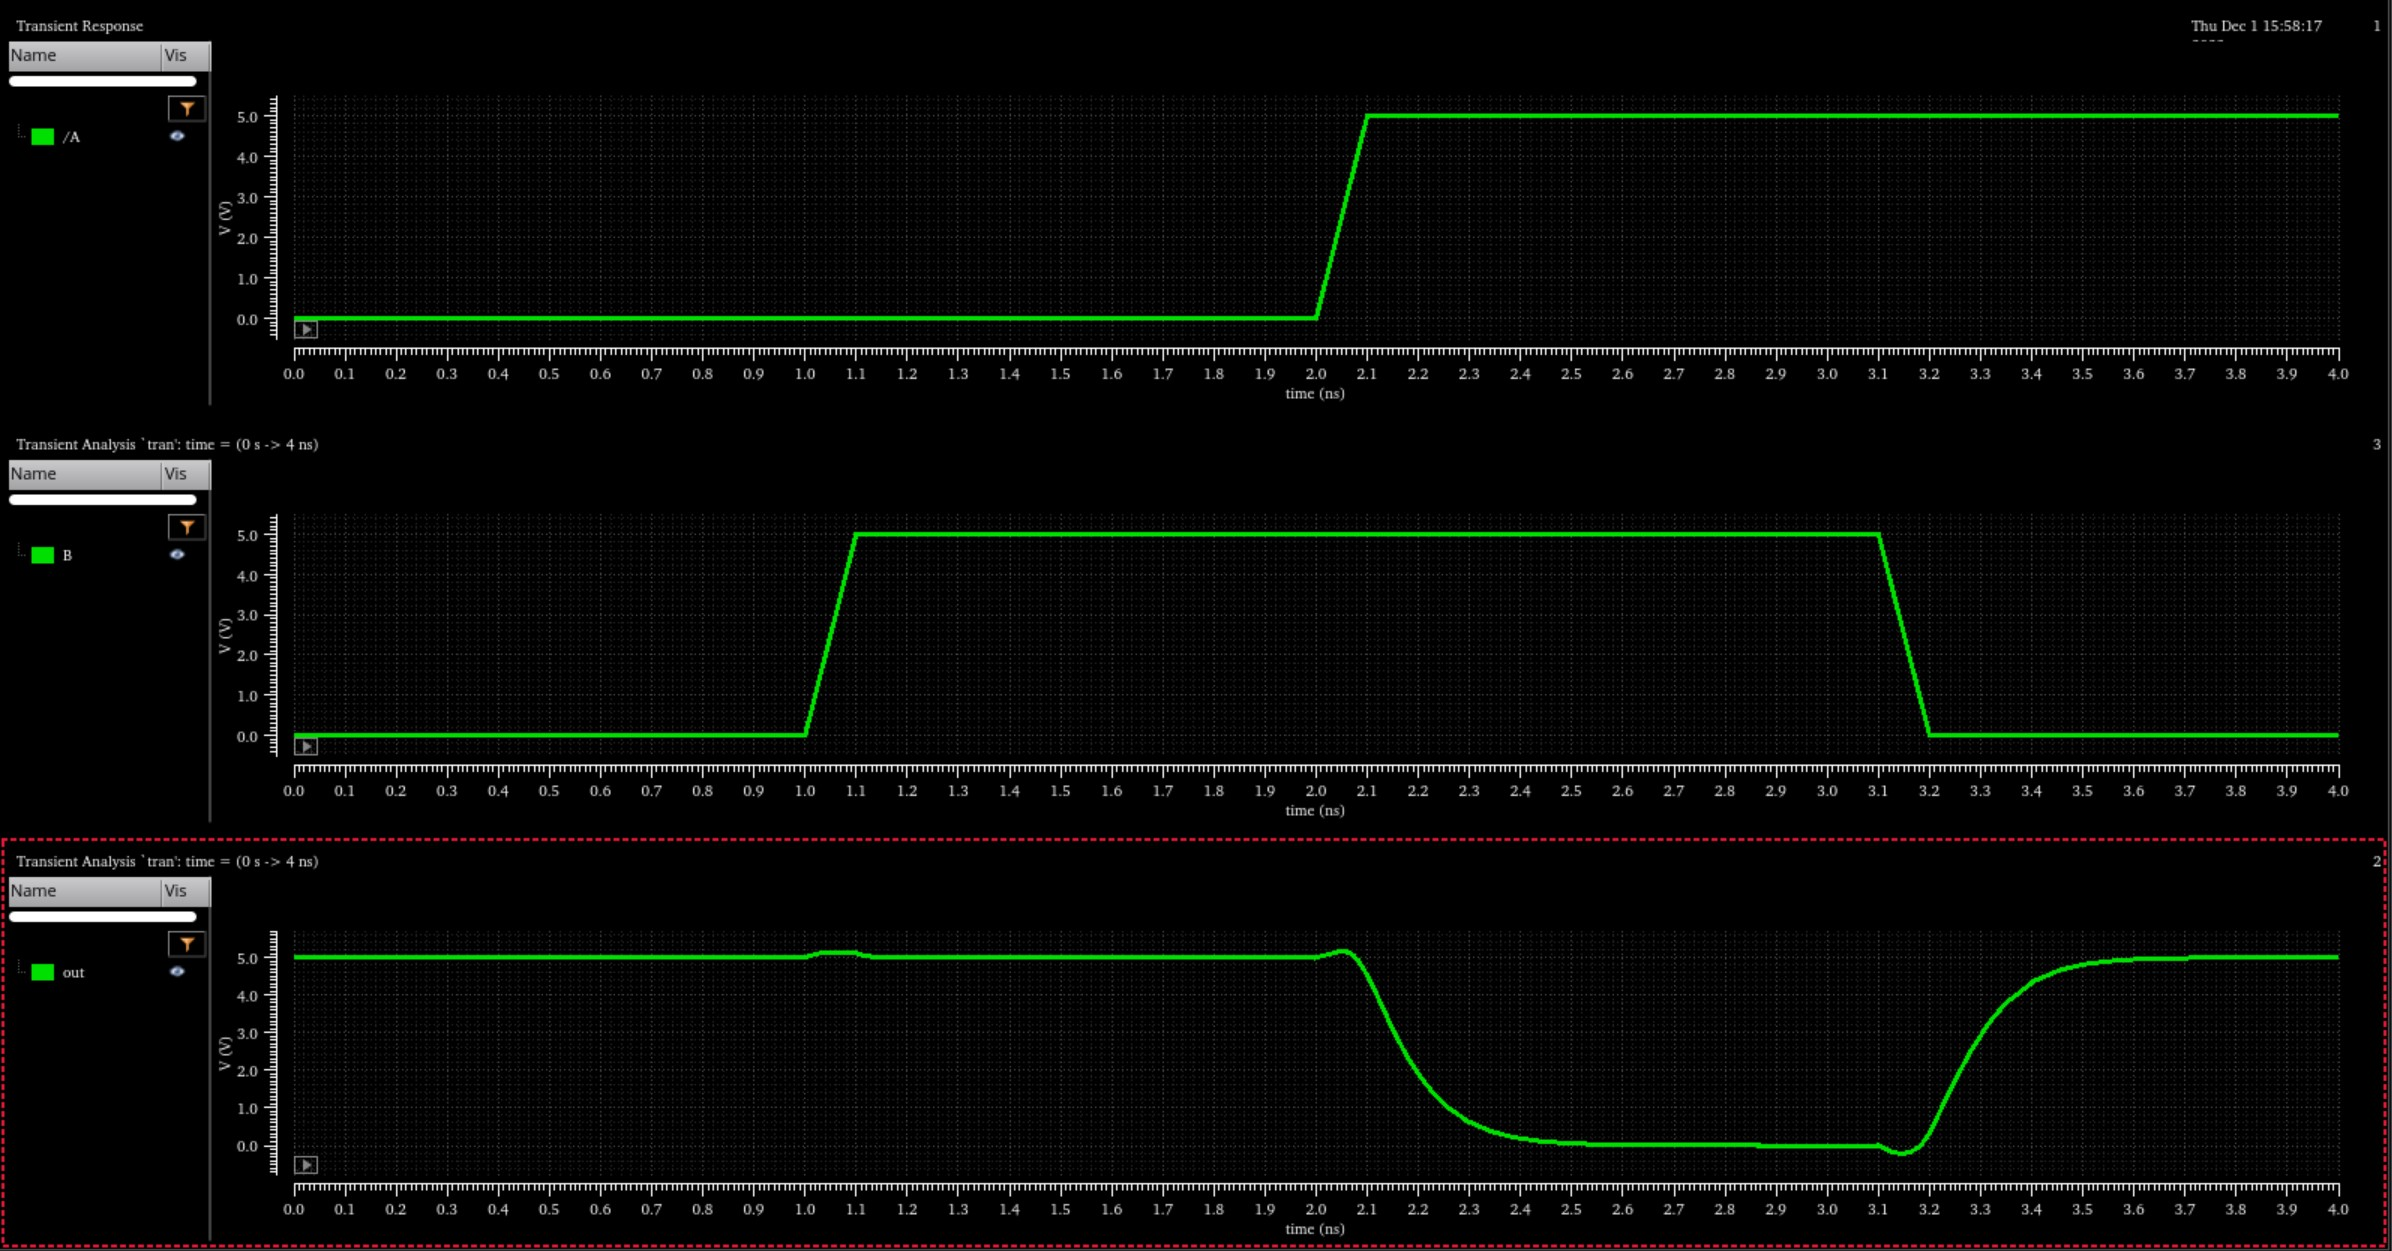 Transient Response
Thu Dec 1 15:58:17 1
Name Vis
/A
V (V)
5.0
4.0
3.0
2.0
1.0
0.0
0.0 0.1 0.2 0.3 0.4 0.5 0.6 0.7 0.8 0.9 1.0 1.1 1.2 1.3 1.4 1.5 1.6 1.7 1.8 1.9 2.0 2.1 2.2 2.3 2.4 2.5 2.6 2.7 2.8 2.9 3.0 3.1 3.2 3.3 3.4 3.5 3.6 3.7 3.8 3.9 4.0
time (ns)
Transient Analysis `tran': time = (0 s -> 4 ns) 3
Name Vis
B
V (V)
5.0
4.0
3.0
2.0
1.0
0.0
0.0 0.1 0.2 0.3 0.4 0.5 0.6 0.7 0.8 0.9 1.0 1.1 1.2 1.3 1.4 1.5 1.6 1.7 1.8 1.9 2.0 2.1 2.2 2.3 2.4 2.5 2.6 2.7 2.8 2.9 3.0 3.1 3.2 3.3 3.4 3.5 3.6 3.7 3.8 3.9 4.0
time (ns)
Transient Analysis `tran': time = (0 s -> 4 ns) 2
Name Vis
out
V (V)
5.0
4.0
3.0
2.0
1.0
0.0
0.0 0.1 0.2 0.3 0.4 0.5 0.6 0.7 0.8 0.9 1.0 1.1 1.2 1.3 1.4 1.5 1.6 1.7 1.8 1.9 2.0 2.1 2.2 2.3 2.4 2.5 2.6 2.7 2.8 2.9 3.0 3.1 3.2 3.3 3.4 3.5 3.6 3.7 3.8 3.9 4.0
time (ns)